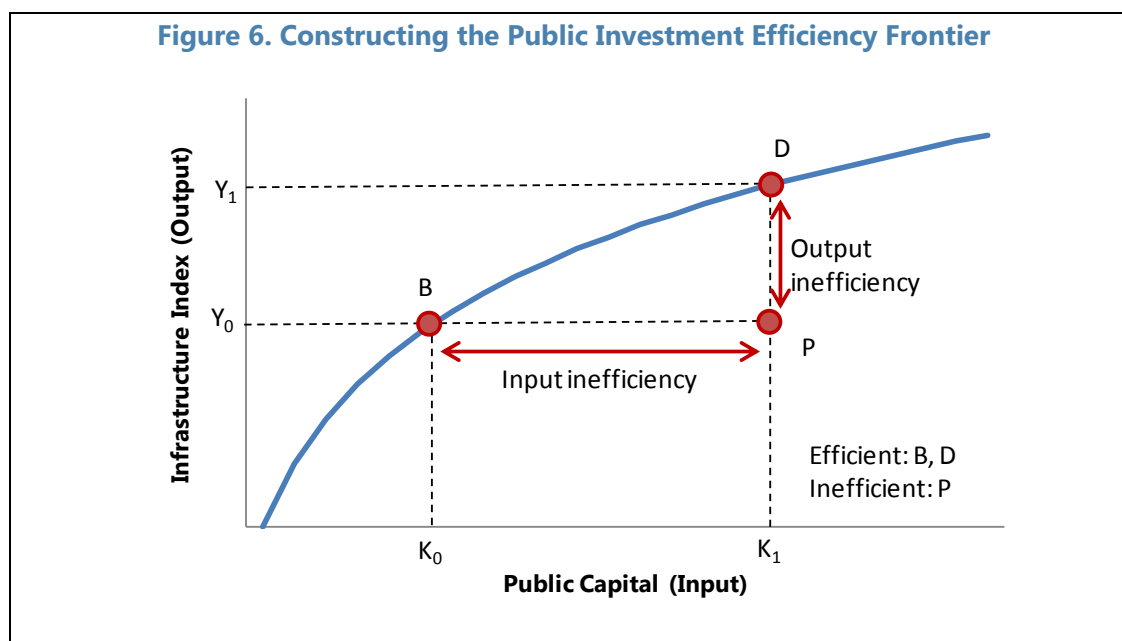 Figure 6. Constructing the Public Investment Efficiency Frontier
Infrastructure Index (Output)
D
Y₁
Output
inefficiency
B
Y₀
P
Input inefficiency
Efficient: B, D
Inefficient: P
K₀
K₁
Public Capital (Input)